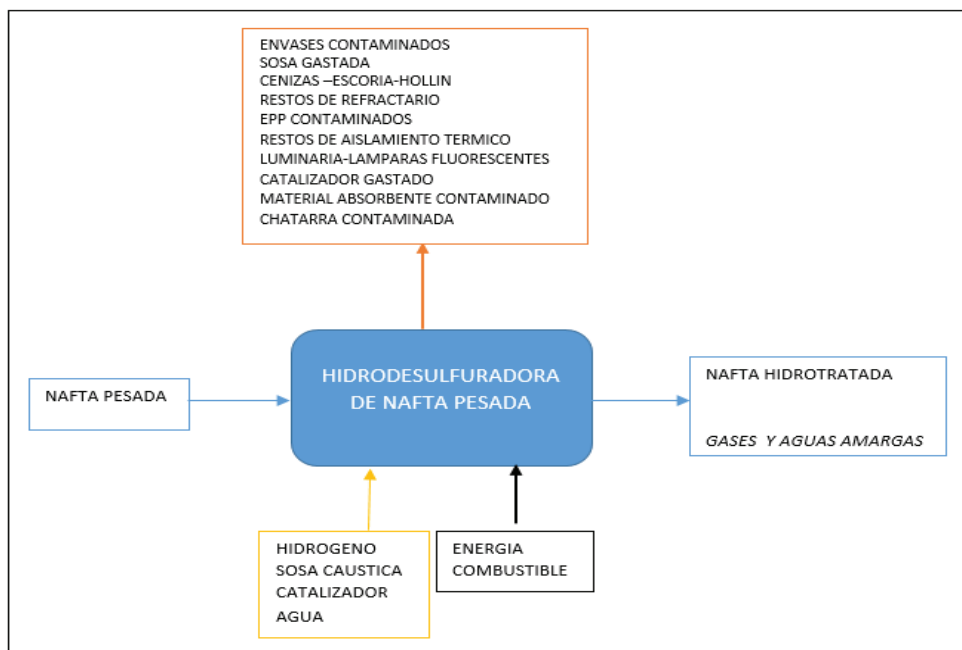 ENVASES CONTAMINADOS
SOSA GASTADA
CENIZAS –ESCORIA-HOLLIN
RESTOS DE REFRACTARIO
EPP CONTAMINADOS
RESTOS DE AISLAMIENTO TERMICO
LUMINARIA-LAMPARAS FLUORESCENTES
CATALIZADOR GASTADO
MATERIAL ABSORBENTE CONTAMINADO
CHATARRA CONTAMINADA
NAFTA PESADA
HIDRODESULFURADORA
DE NAFTA PESADA
NAFTA HIDROTRATADA
GASES Y AGUAS AMARGAS
HIDROGENO
SOSA CAUSTICA
CATALIZADOR
AGUA
ENERGIA
COMBUSTIBLE